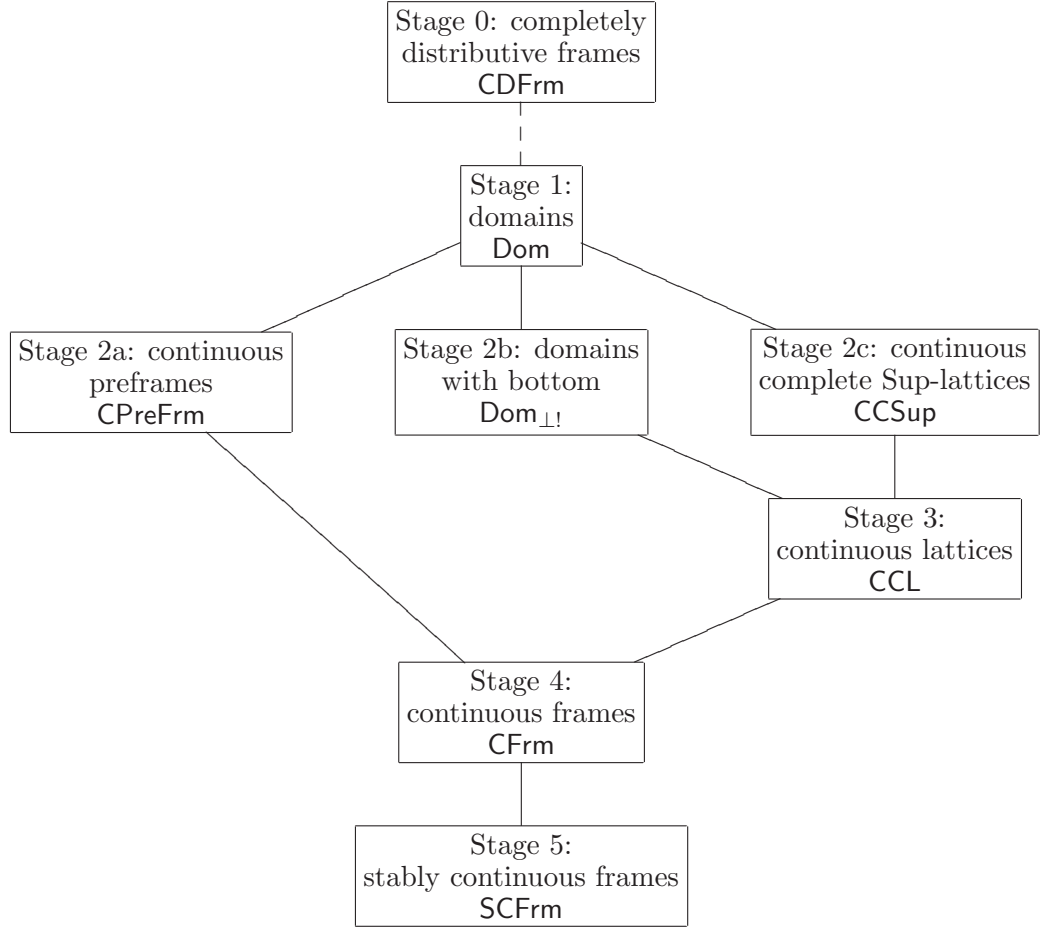 Stage 0: completely
distributive frames
CDFrm
Stage 1:
domains
Dom
Stage 2a: continuous
preframes
CPreFrm
Stage 2b: domains
with bottom
Dom⊥!
Stage 2c: continuous
complete Sup-lattices
CCSup
Stage 3:
continuous lattices
CCL
Stage 4:
continuous frames
CFrm
Stage 5:
stably continuous frames
SCFrm